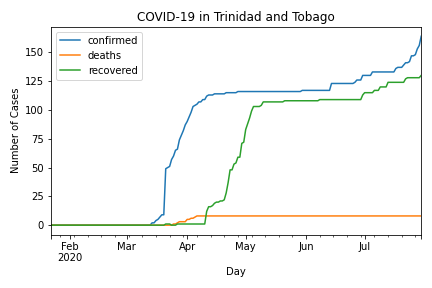 COVID-19 in Trinidad and Tobago
confirmed
deaths
recovered
Number of Cases
150
125
100
75
50
25
0
Feb
2020
Mar
Apr
May
Jun
Jul
Day